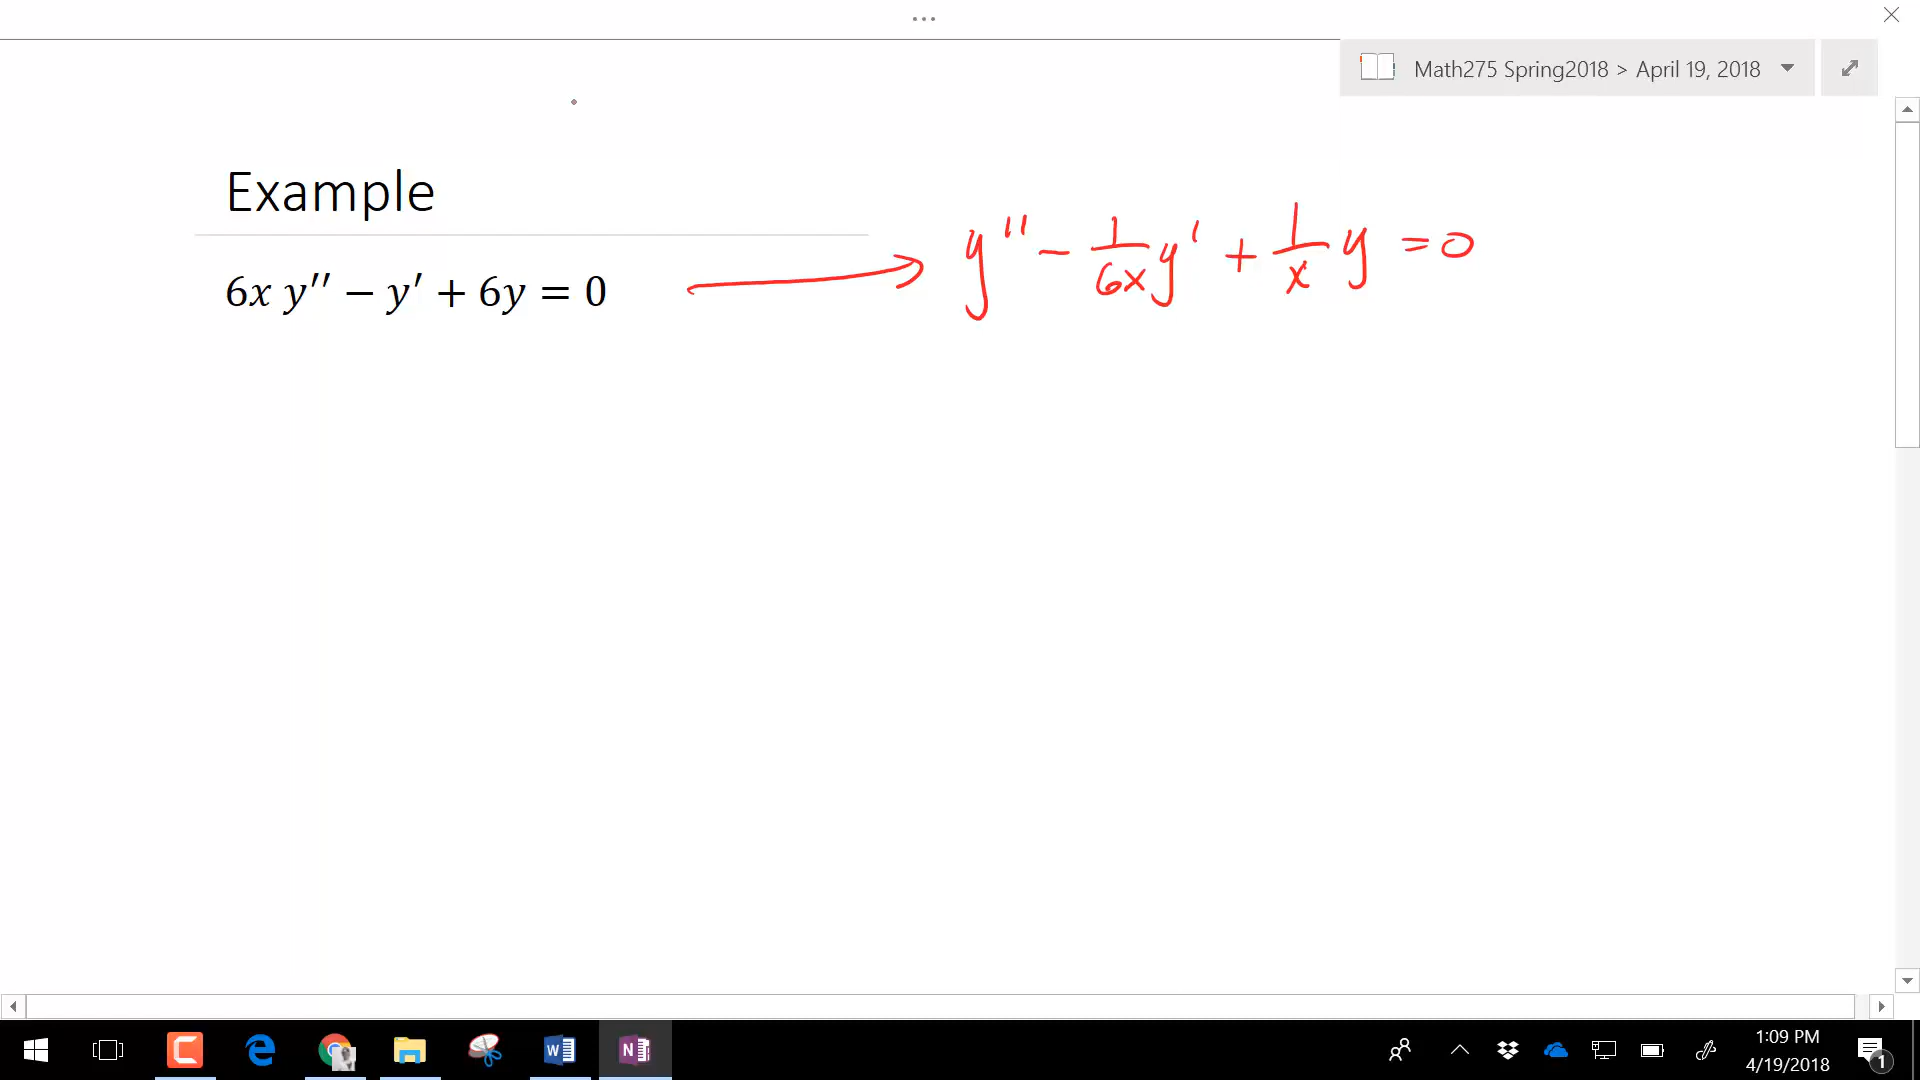 Math275 Spring2018 > April 19, 2018
Example
6x y′′ − y′ + 6y = 0
y'' - 1/6x y' + 1/x y = 0
1:09 PM
4/19/2018
1